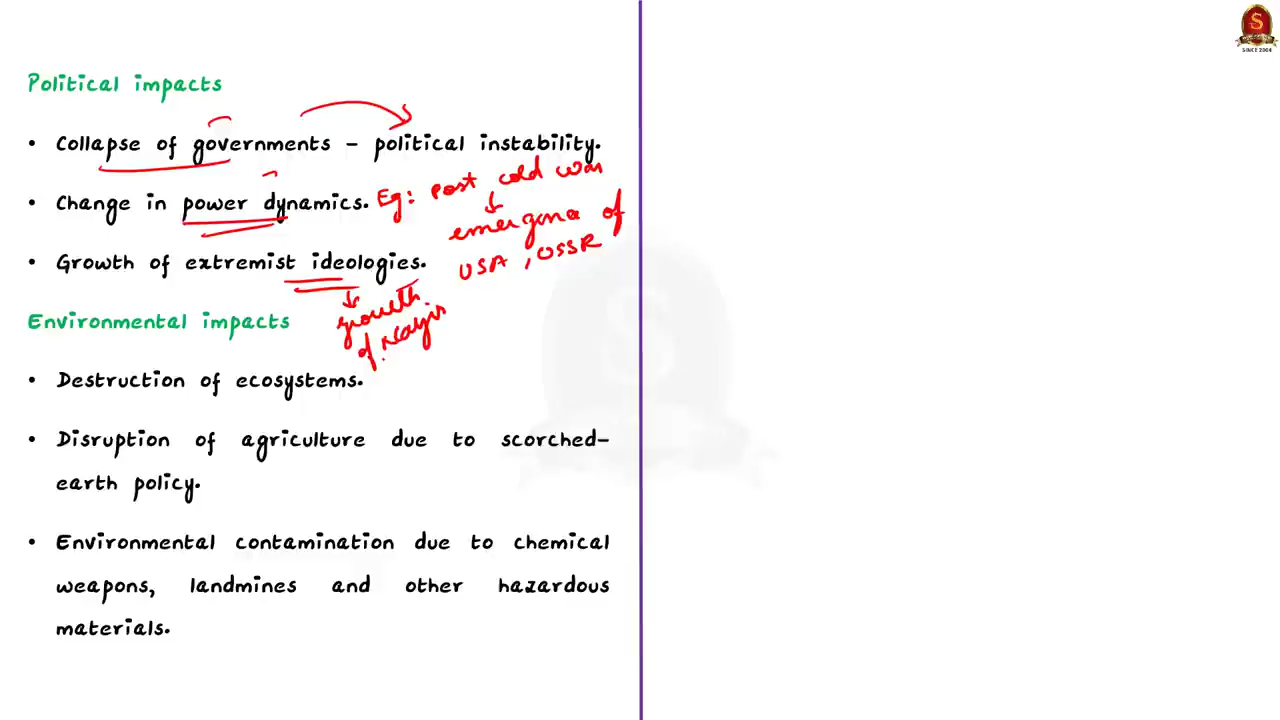 Political impacts
• Collapse of governments – political instability.
• Change in power dynamics. Eg: post cold war
emergence of
USA, USSR
• Growth of extremist ideologies.
growth
of
Environmental impacts
• Destruction of ecosystems.
• Disruption of agriculture due to scorched-
earth policy.
• Environmental contamination due to chemical
weapons, landmines and other hazardous
materials.
S
SINCE 2004